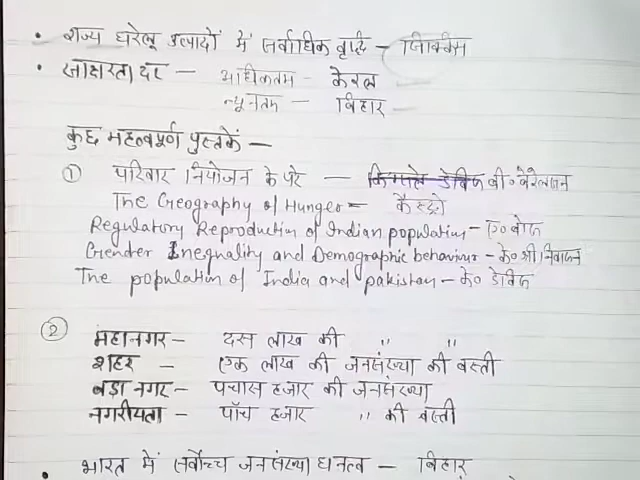 • राज्य घरेलू उत्पादों में सर्वाधिक वृद्धि – सिक्किम
• साक्षरता दर – अधिकतम – केरल
न्यूनतम – बिहार
कुछ महत्वपूर्ण पुस्तकें –
① परिवार नियोजन के परे – डेविस बी० बेरेलसन
The Geography of Hunger – कैस्ट्रो
Regulatory Reproduction of Indian population – ए० बोस
Gender Inequality and Demographic behaviour – के० श्री निवासन
The population of India and pakistan – के० डेविस
② महानगर – दस लाख की " "
शहर – एक लाख की जनसंख्या की बस्ती
बड़ा नगर – पचास हजार की जनसंख्या
नगरीयता – पाँच हजार " की बस्ती
• भारत में सर्वोच्च जनसंख्या घनत्व – बिहार